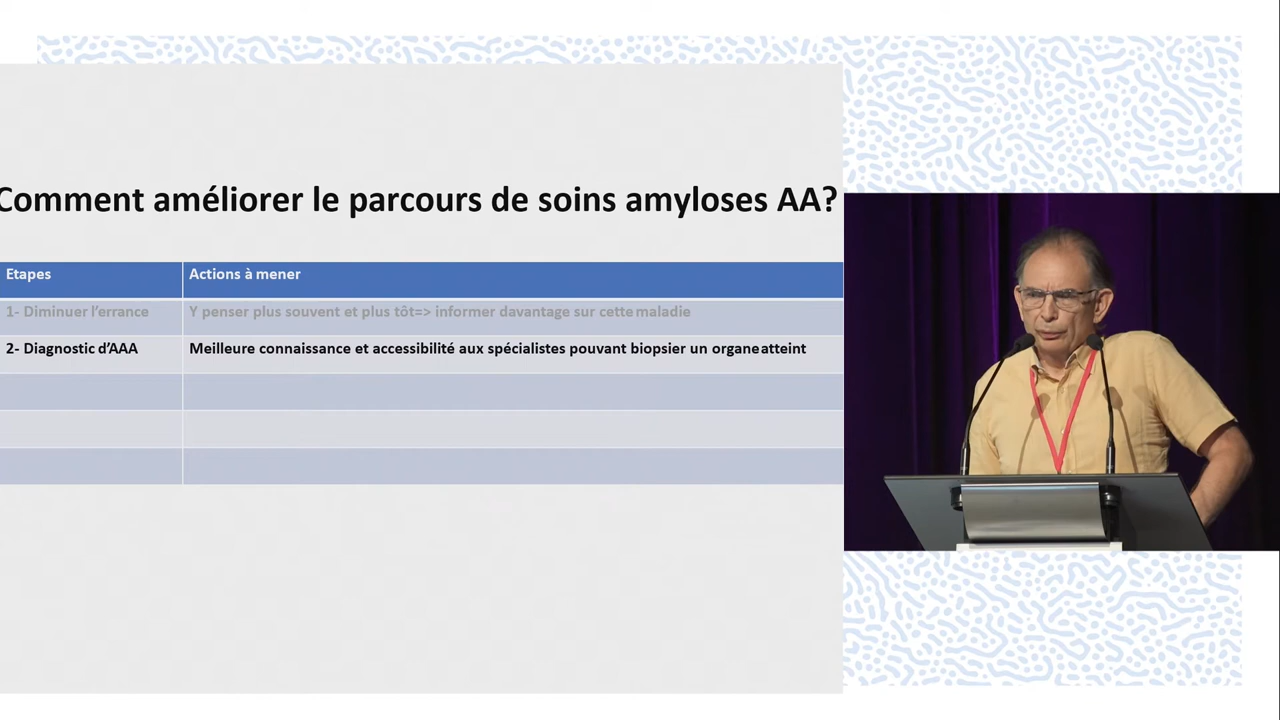 Comment améliorer le parcours de soins amyloses AA?
Etapes Actions à mener
1- Diminuer l'errance Y penser plus souvent et plus tôt=> informer davantage sur cette maladie
2- Diagnostic d'AAA Meilleure connaissance et accessibilité aux spécialistes pouvant biopsier un organe atteint